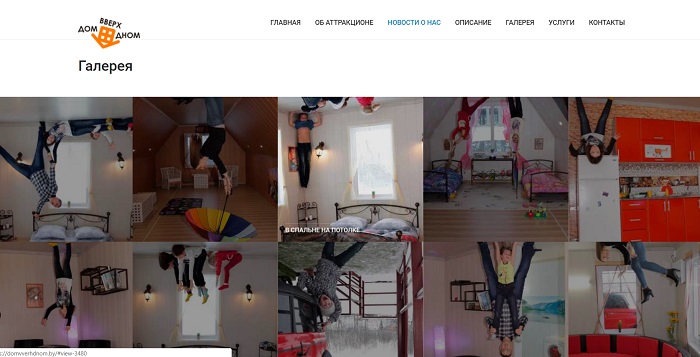 ДОМ ВВЕРХ ДНОМ
ГЛАВНАЯ ОБ АТТРАКЦИОНЕ НОВОСТИ О НАС ОПИСАНИЕ ГАЛЕРЕЯ УСЛУГИ КОНТАКТЫ
Галерея
В СПАЛЬНЕ НА ПОТОЛКЕ
s://domvverhdnom.by/#view-3480